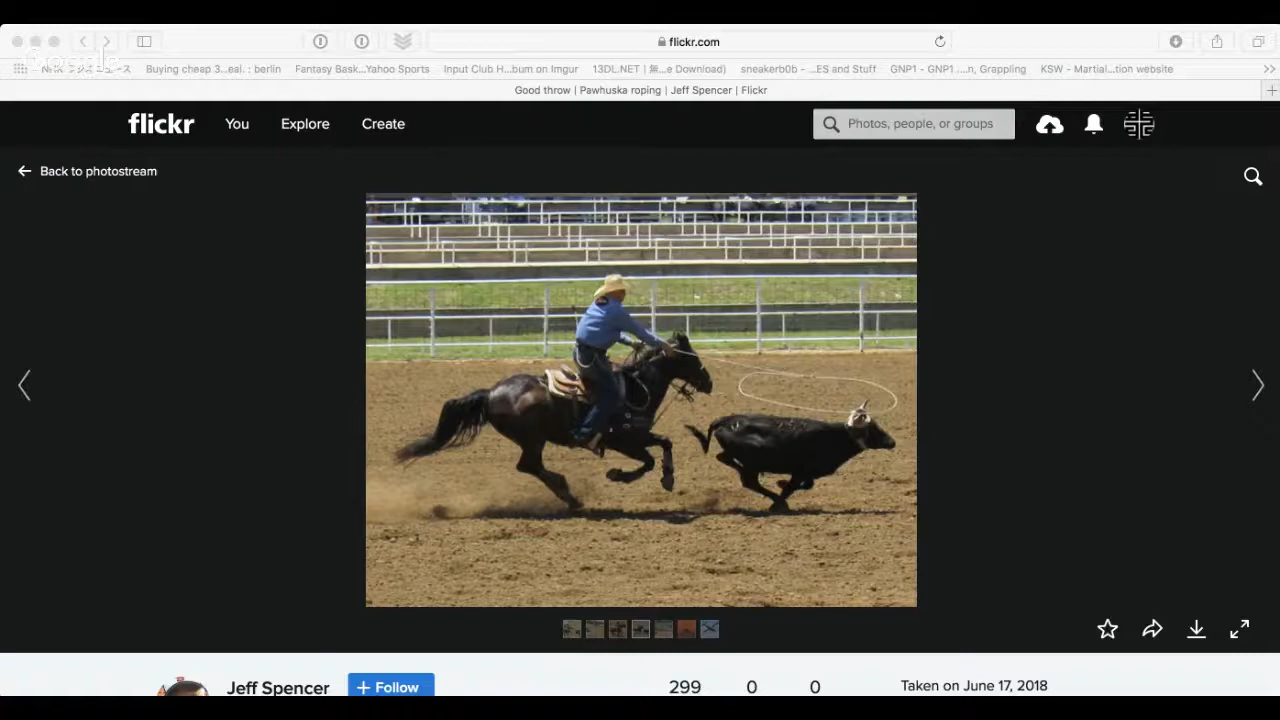 flickr.com
Google
Buying cheap 3...eal. : berlin
Fantasy Bask...Yahoo Sports
Input Club H...bum on Imgur
13DL.NET | 無...e Download)
sneakerb0b - ...ES and Stuff
GNP1 - GNP1 ....n, Grappling
KSW - Martial...tion website
Good throw | Pawhuska roping | Jeff Spencer | Flickr
flickr You Explore Create Photos, people, or groups
Back to photostream
Jeff Spencer + Follow 299 0 0 Taken on June 17, 2018